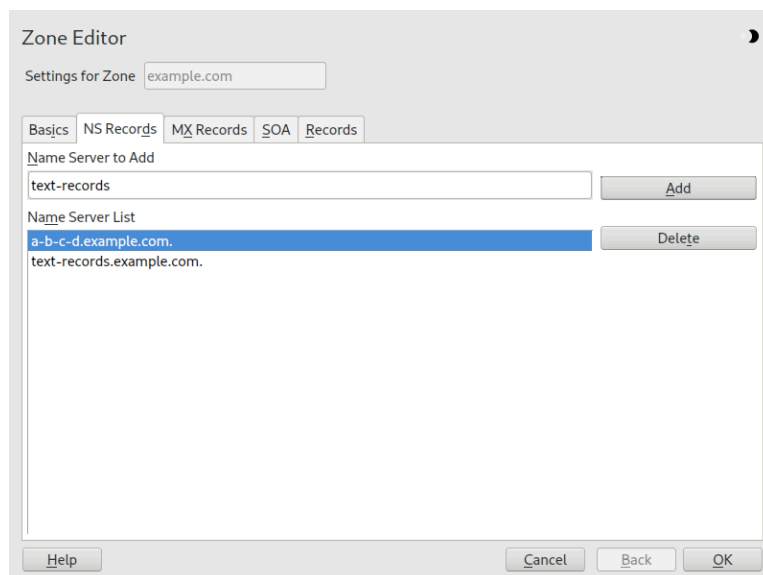 Zone Editor
Settings for Zone example.com
Basics NS Records MX Records SOA Records
Name Server to Add
text-records Add
Name Server List
a-b-c-d.example.com. Delete
text-records.example.com.
Help Cancel Back OK